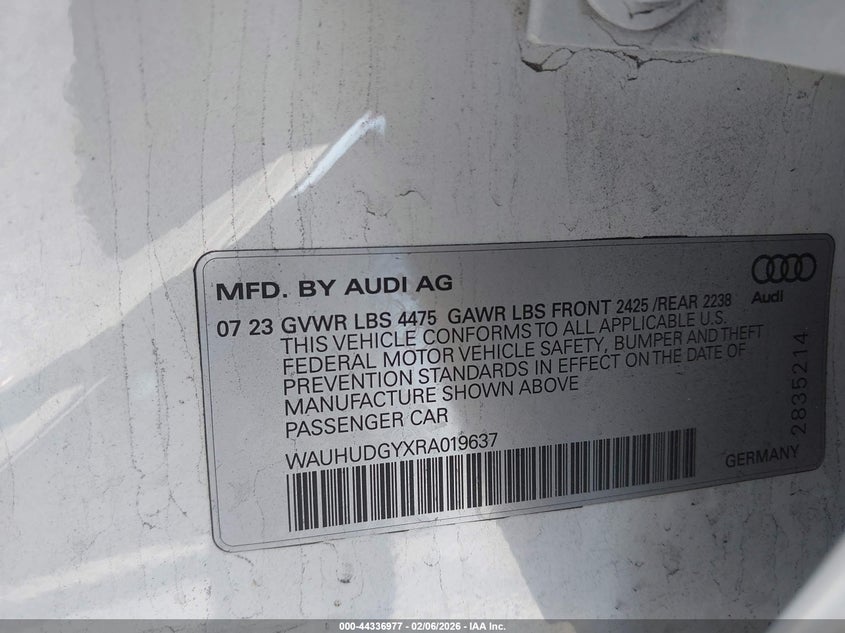 MFD. BY AUDI AG
Audi
07 23 GVWR LBS 4475 GAWR LBS FRONT 2425 /REAR 2238
THIS VEHICLE CONFORMS TO ALL APPLICABLE U.S.
FEDERAL MOTOR VEHICLE SAFETY, BUMPER AND THEFT
PREVENTION STANDARDS IN EFFECT ON THE DATE OF
MANUFACTURE SHOWN ABOVE
PASSENGER CAR
2835214
WAUHUDGYXRA019637
GERMANY
000-44336977 - 02/06/2026 - IAA Inc.